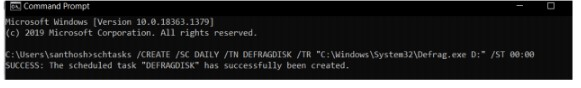 Command Prompt
Microsoft Windows [Version 10.0.18363.1379]
(c) 2019 Microsoft Corporation. All rights reserved.
C:\Users\santhosh>schtasks /CREATE /SC DAILY /TN DEFRAGDISK /TR "C:\Windows\System32\Defrag.exe D:" /ST 00:00
SUCCESS: The scheduled task "DEFRAGDISK" has successfully been created.